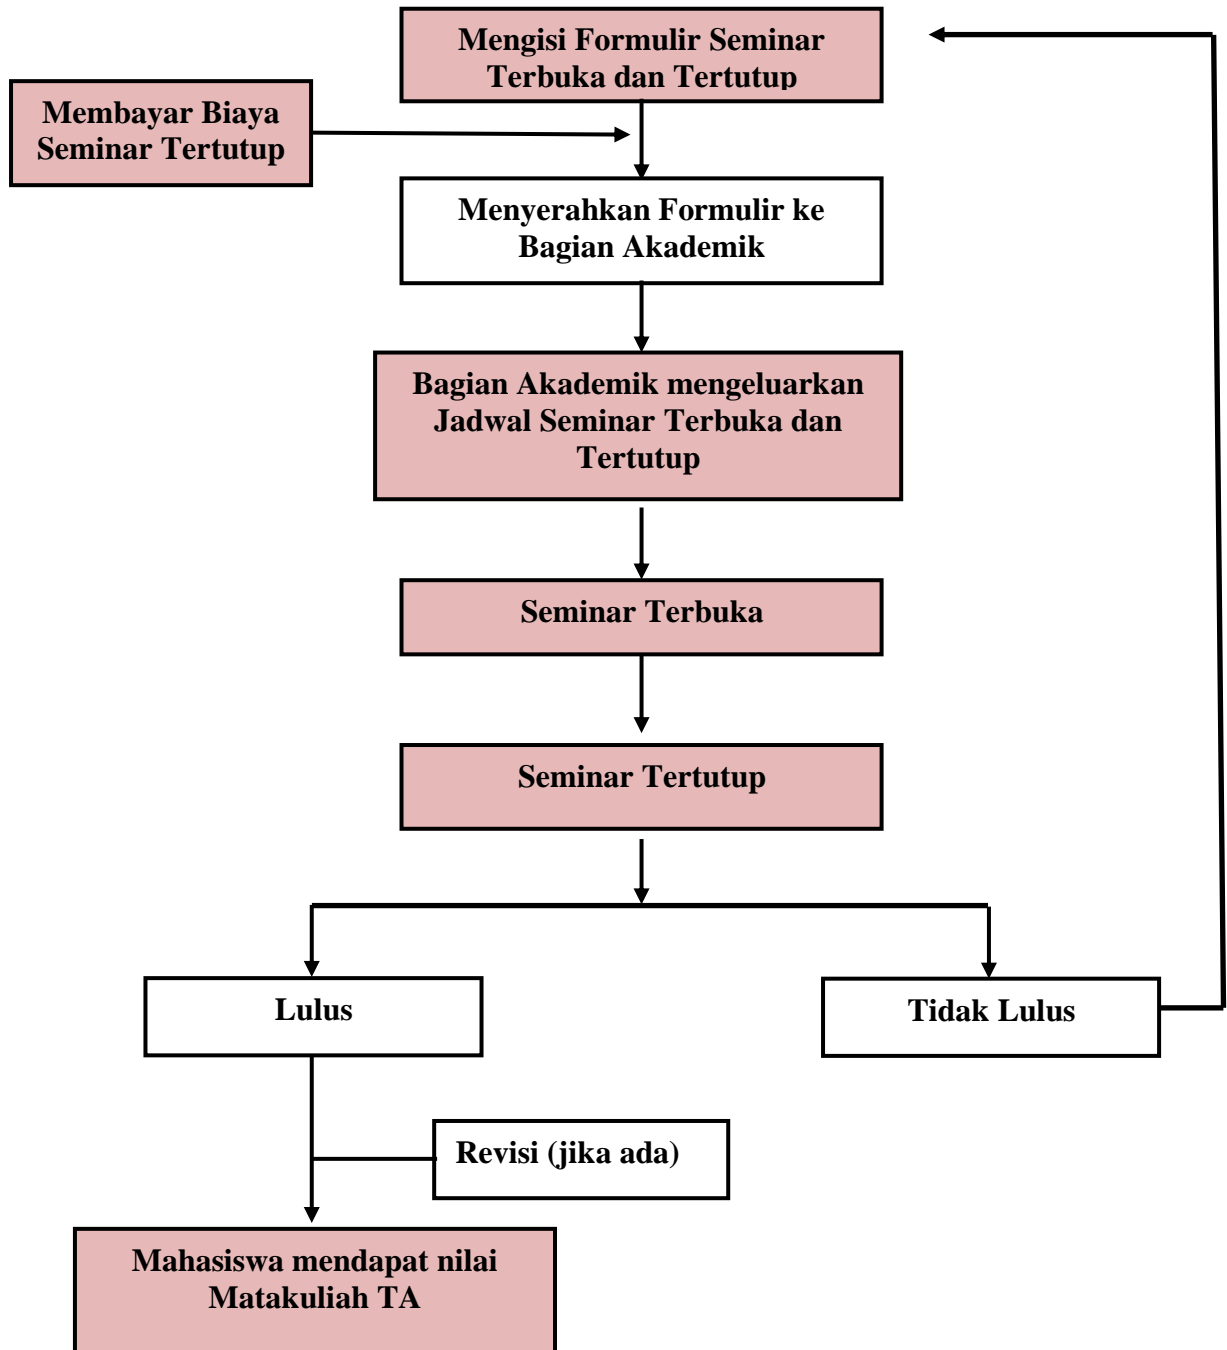 Mengisi Formulir Seminar
Terbuka dan Tertutup
Membayar Biaya
Seminar Tertutup
Menyerahkan Formulir ke
Bagian Akademik
Bagian Akademik mengeluarkan
Jadwal Seminar Terbuka dan
Tertutup
Seminar Terbuka
Seminar Tertutup
Lulus
Tidak Lulus
Revisi (jika ada)
Mahasiswa mendapat nilai
Matakuliah TA